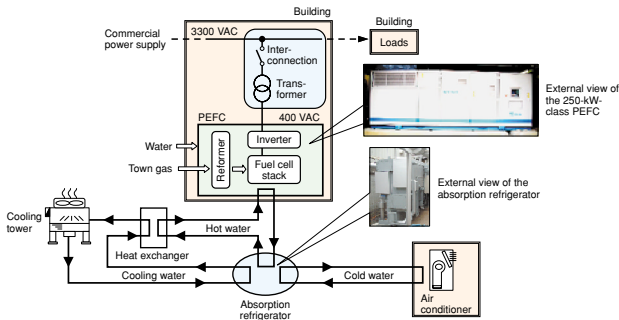 Building
Building
Commercial
power supply
3300 VAC
Loads
Inter-
connection
Trans-
former
External view of
the 250-kW-
class PEFC
PEFC
400 VAC
Inverter
Water
Reformer
Fuel cell
stack
Town gas
External view of the
absorption refrigerator
Cooling
tower
Hot water
Heat exchanger
Cooling water
Cold water
Absorption
refrigerator
Air
conditioner